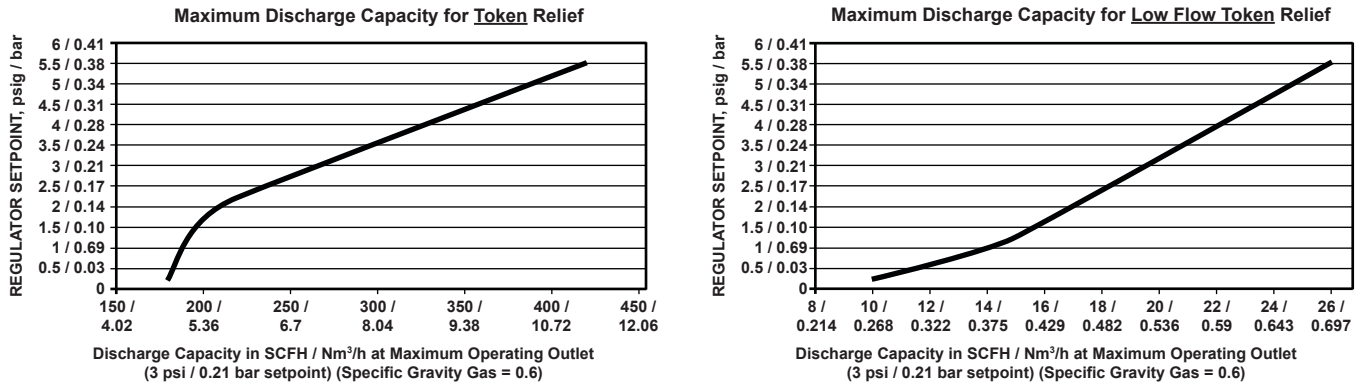 Maximum Discharge Capacity for Token Relief
REGULATOR SETPOINT, psig / bar
6 / 0.41
5.5 / 0.38
5 / 0.34
4.5 / 0.31
4 / 0.28
3.5 / 0.24
3 / 0.21
2.5 / 0.17
2 / 0.14
1.5 / 0.10
1 / 0.69
0.5 / 0.03
0
150 / 200 / 250 / 300 / 350 / 400 / 450 /
4.02 5.36 6.7 8.04 9.38 10.72 12.06
Discharge Capacity in SCFH / Nm³/h at Maximum Operating Outlet
(3 psi / 0.21 bar setpoint) (Specific Gravity Gas = 0.6)
Maximum Discharge Capacity for Low Flow Token Relief
REGULATOR SETPOINT, psig / bar
6 / 0.41
5.5 / 0.38
5 / 0.34
4.5 / 0.31
4 / 0.28
3.5 / 0.24
3 / 0.21
2.5 / 0.17
2 / 0.14
1.5 / 0.10
1 / 0.69
0.5 / 0.03
0
8 / 10 / 12 / 14 / 16 / 18 / 20 / 22 / 24 / 26 /
0.214 0.268 0.322 0.375 0.429 0.482 0.536 0.59 0.643 0.697
Discharge Capacity in SCFH / Nm³/h at Maximum Operating Outlet
(3 psi / 0.21 bar setpoint) (Specific Gravity Gas = 0.6)